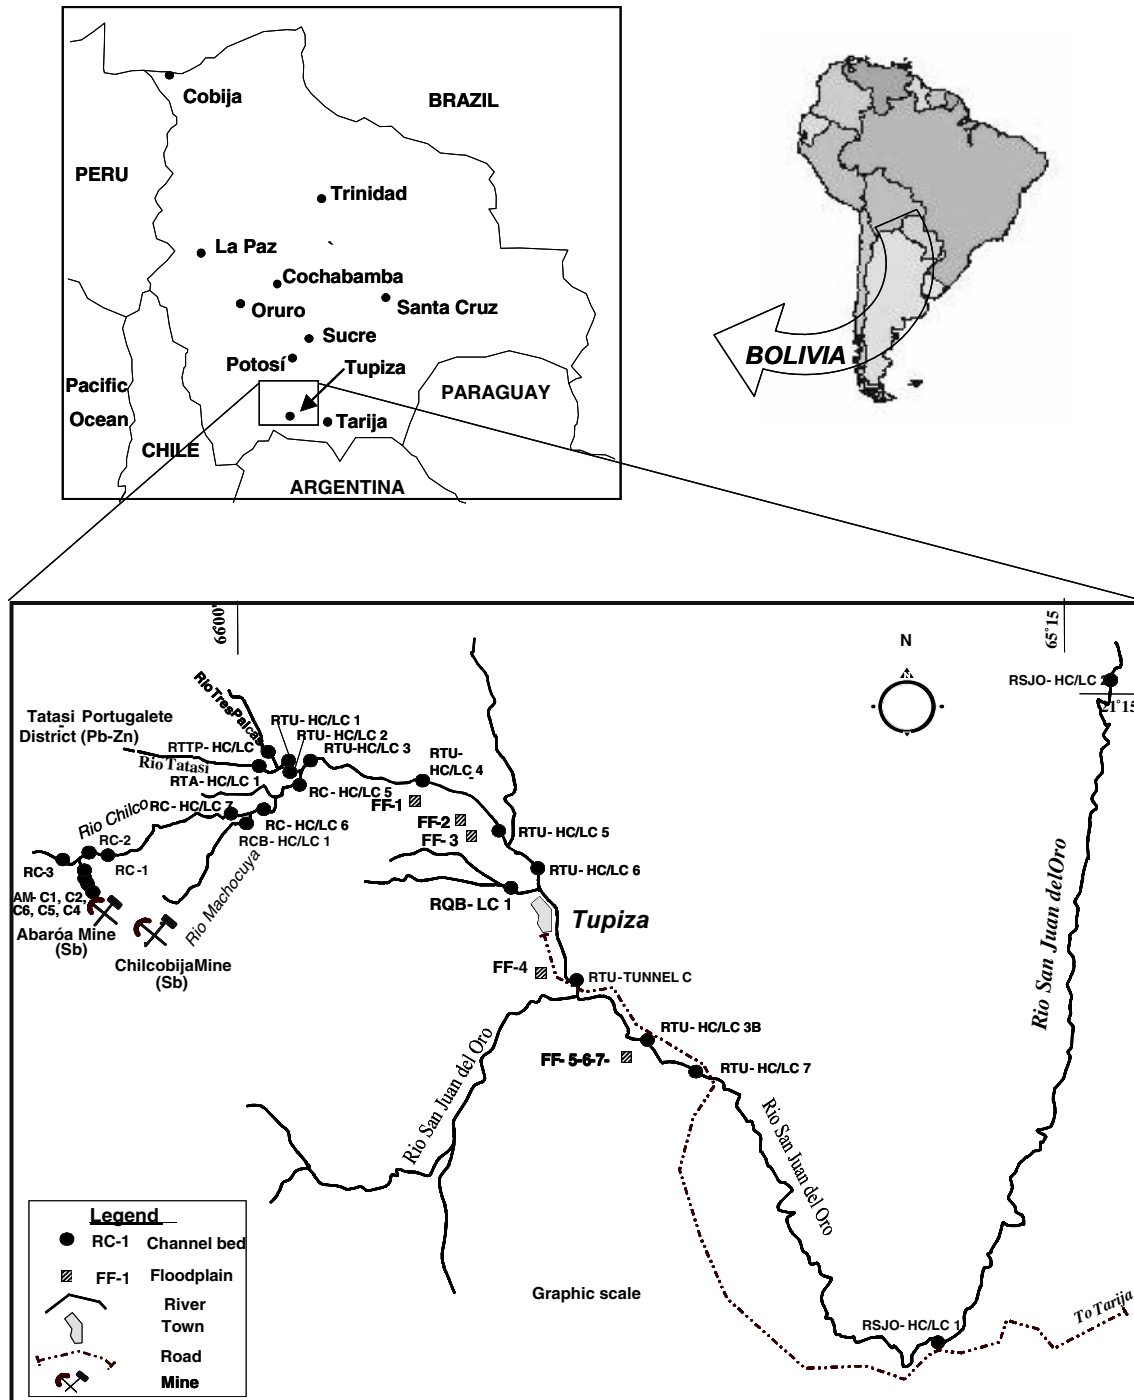 Cobija
BRAZIL
PERU
Trinidad
La Paz
Cochabamba
Oruro
Santa Cruz
Sucre
Potosí
Tupiza
Pacific
Ocean
PARAGUAY
Tarija
CHILE
ARGENTINA
BOLIVIA
66°00'
65°15
N
N
RSJO-HC/LC 2
21°15
Rio Tres Palcas
Tatasi Portugalete
District (Pb-Zn)
RTU-HC/LC 1
RTU-HC/LC 2
RTTP-HC/LC
RTU-HC/LC 3
RTU-
HC/LC 4
Rio Tatasi
RTA-HC/LC 1
RC-HC/LC 5
FF-1
Rio Chilco
RC-HC/LC 7
RC-HC/LC 6
FF-2
FF-3
RTU-HC/LC 5
RCB-HC/LC 1
RC-2
RC-3
RC-1
RTU-HC/LC 6
AM-C1, C2,
C6, C5, C4
Rio Machocuya
RQB-LC 1
Tupiza
Abaróa Mine
(Sb)
ChilcobijaMine
(Sb)
FF-4
RTU-TUNNEL C
Rio San Juan delOro
RTU-HC/LC 3B
FF- 5-6-7-
RTU-HC/LC 7
Rio San Juan del Oro
Rio San Juan del Oro
Legend
RC-1 Channel bed
FF-1 Floodplain
River
Town
Road
Mine
Graphic scale
RSJO-HC/LC 1
To Tarija